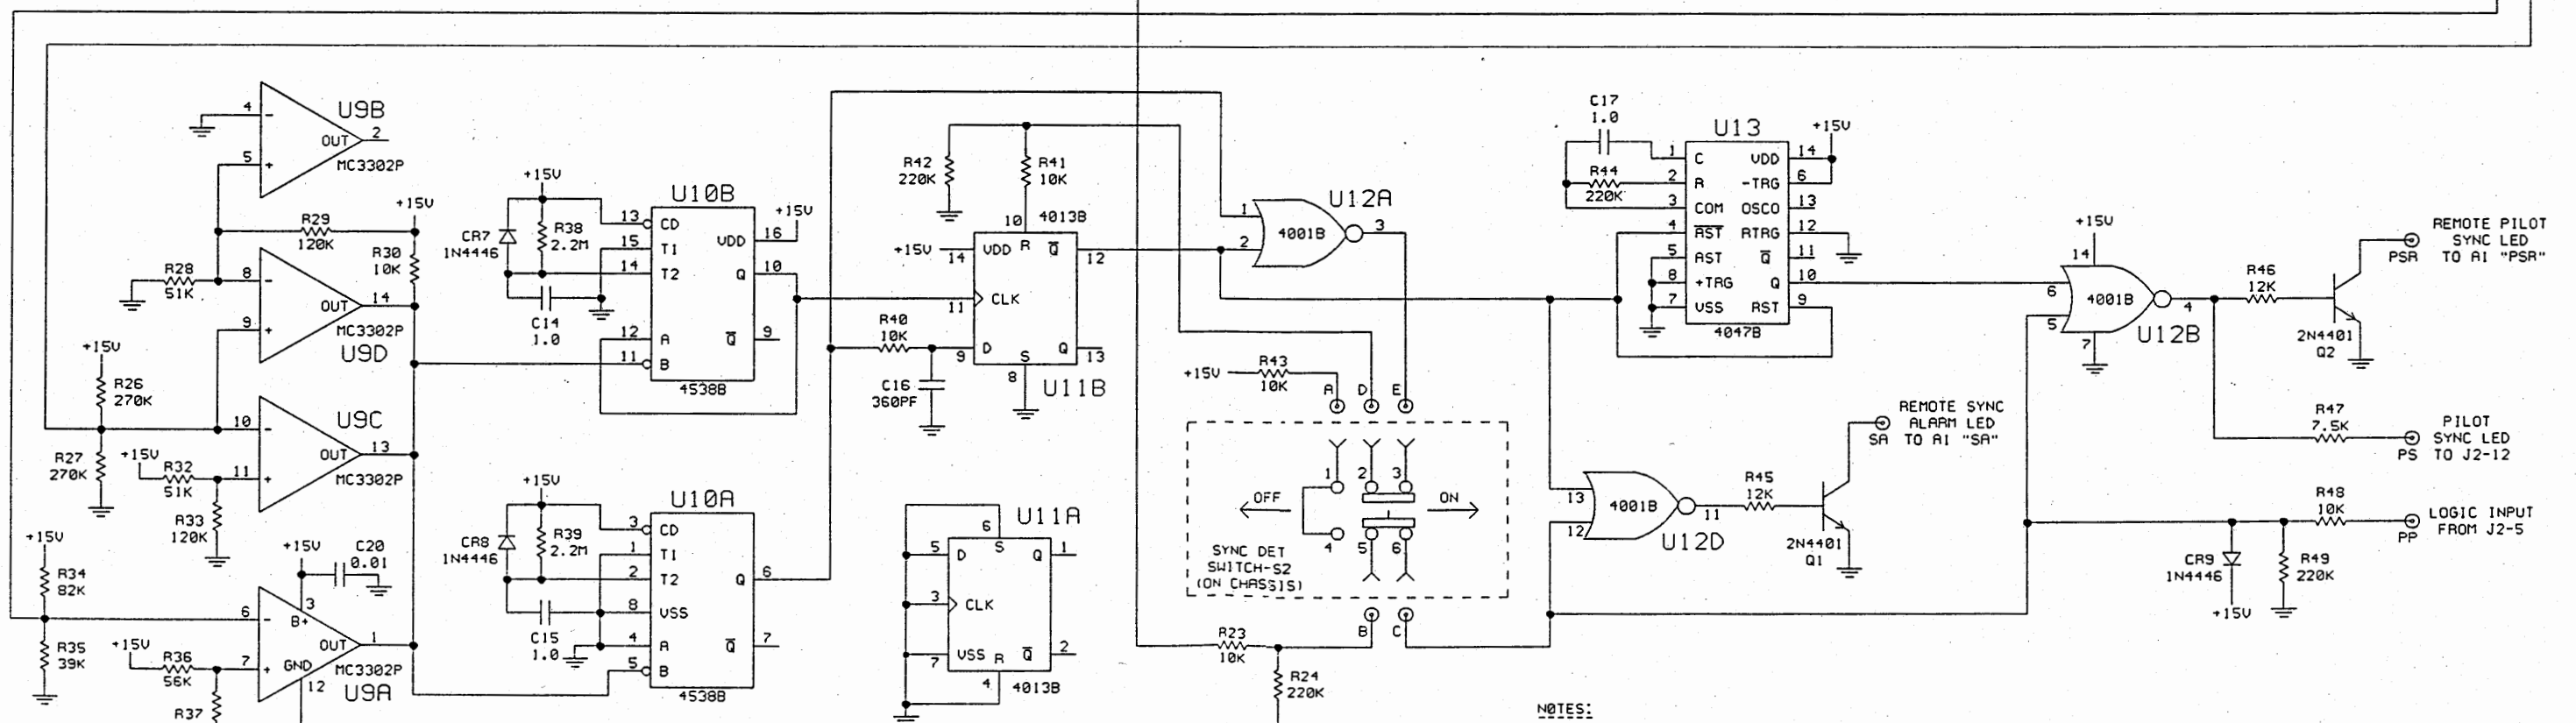 4
-
5
+
OUT
2
U9B
MC3302P
+15V
R29
120K
R30
10K
R28
51K
8
-
9
+
OUT
14
MC3302P
U9D
+15V
R26
270K
R27
270K
10
-
11
+
OUT
13
U9C
MC3302P
+15V
R32
51K
R33
120K
+15V
R34
82K
R35
39K
+15V
C20
0.01
6
-
3
B+
OUT
1
7
+
GND
12
MC3302P
U9A
+15V
R36
56K
R37
+15V
CR7
1N4446
R38
2.2M
C14
1.0
U10B
13
CD
15
T1
14
T2
12
A
11
B
VDD
16
+15V
Q
10
Q
9
4538B
+15V
CR8
1N4446
R39
2.2M
C15
1.0
U10A
3
CD
1
T1
2
T2
8
VSS
4
A
5
B
Q
6
Q
7
4538B
R42
220K
R41
10K
10
4013B
+15V
14
VDD
R
Q
12
CLK
11
R40
10K
9
D
S
Q
13
8
U11B
C16
360PF
U11A
6
S
5
D
Q
1
3
CLK
7
VSS
R
Q
2
4
4013B
U12A
1
2
4001B
3
+15V
R43
10K
A
D
E
1
2
3
OFF
ON
4
5
6
SYNC DET
SWITCH-S2
(ON CHASSIS)
B
C
R23
10K
R24
220K
C17
1.0
R44
220K
U13
+15V
1
C
VDD
14
2
R
-TRG
6
3
COM
OSCO
13
4
AST
RTRG
12
5
AST
Q
11
8
+TRG
Q
10
7
VSS
RST
9
4047B
13
12
4001B
11
U12D
R45
12K
2N4401
Q1
SA
REMOTE SYNC
ALARM LED
TO A1 "SA"
+15V
14
6
5
4001B
4
7
U12B
R46
12K
2N4401
Q2
PSR
REMOTE PILOT
SYNC LED
TO A1 "PSR"
R47
7.5K
PS
PILOT
SYNC LED
TO J2-12
R48
10K
PP
LOGIC INPUT
FROM J2-5
CR9
1N4446
+15V
R49
220K
NOTES: